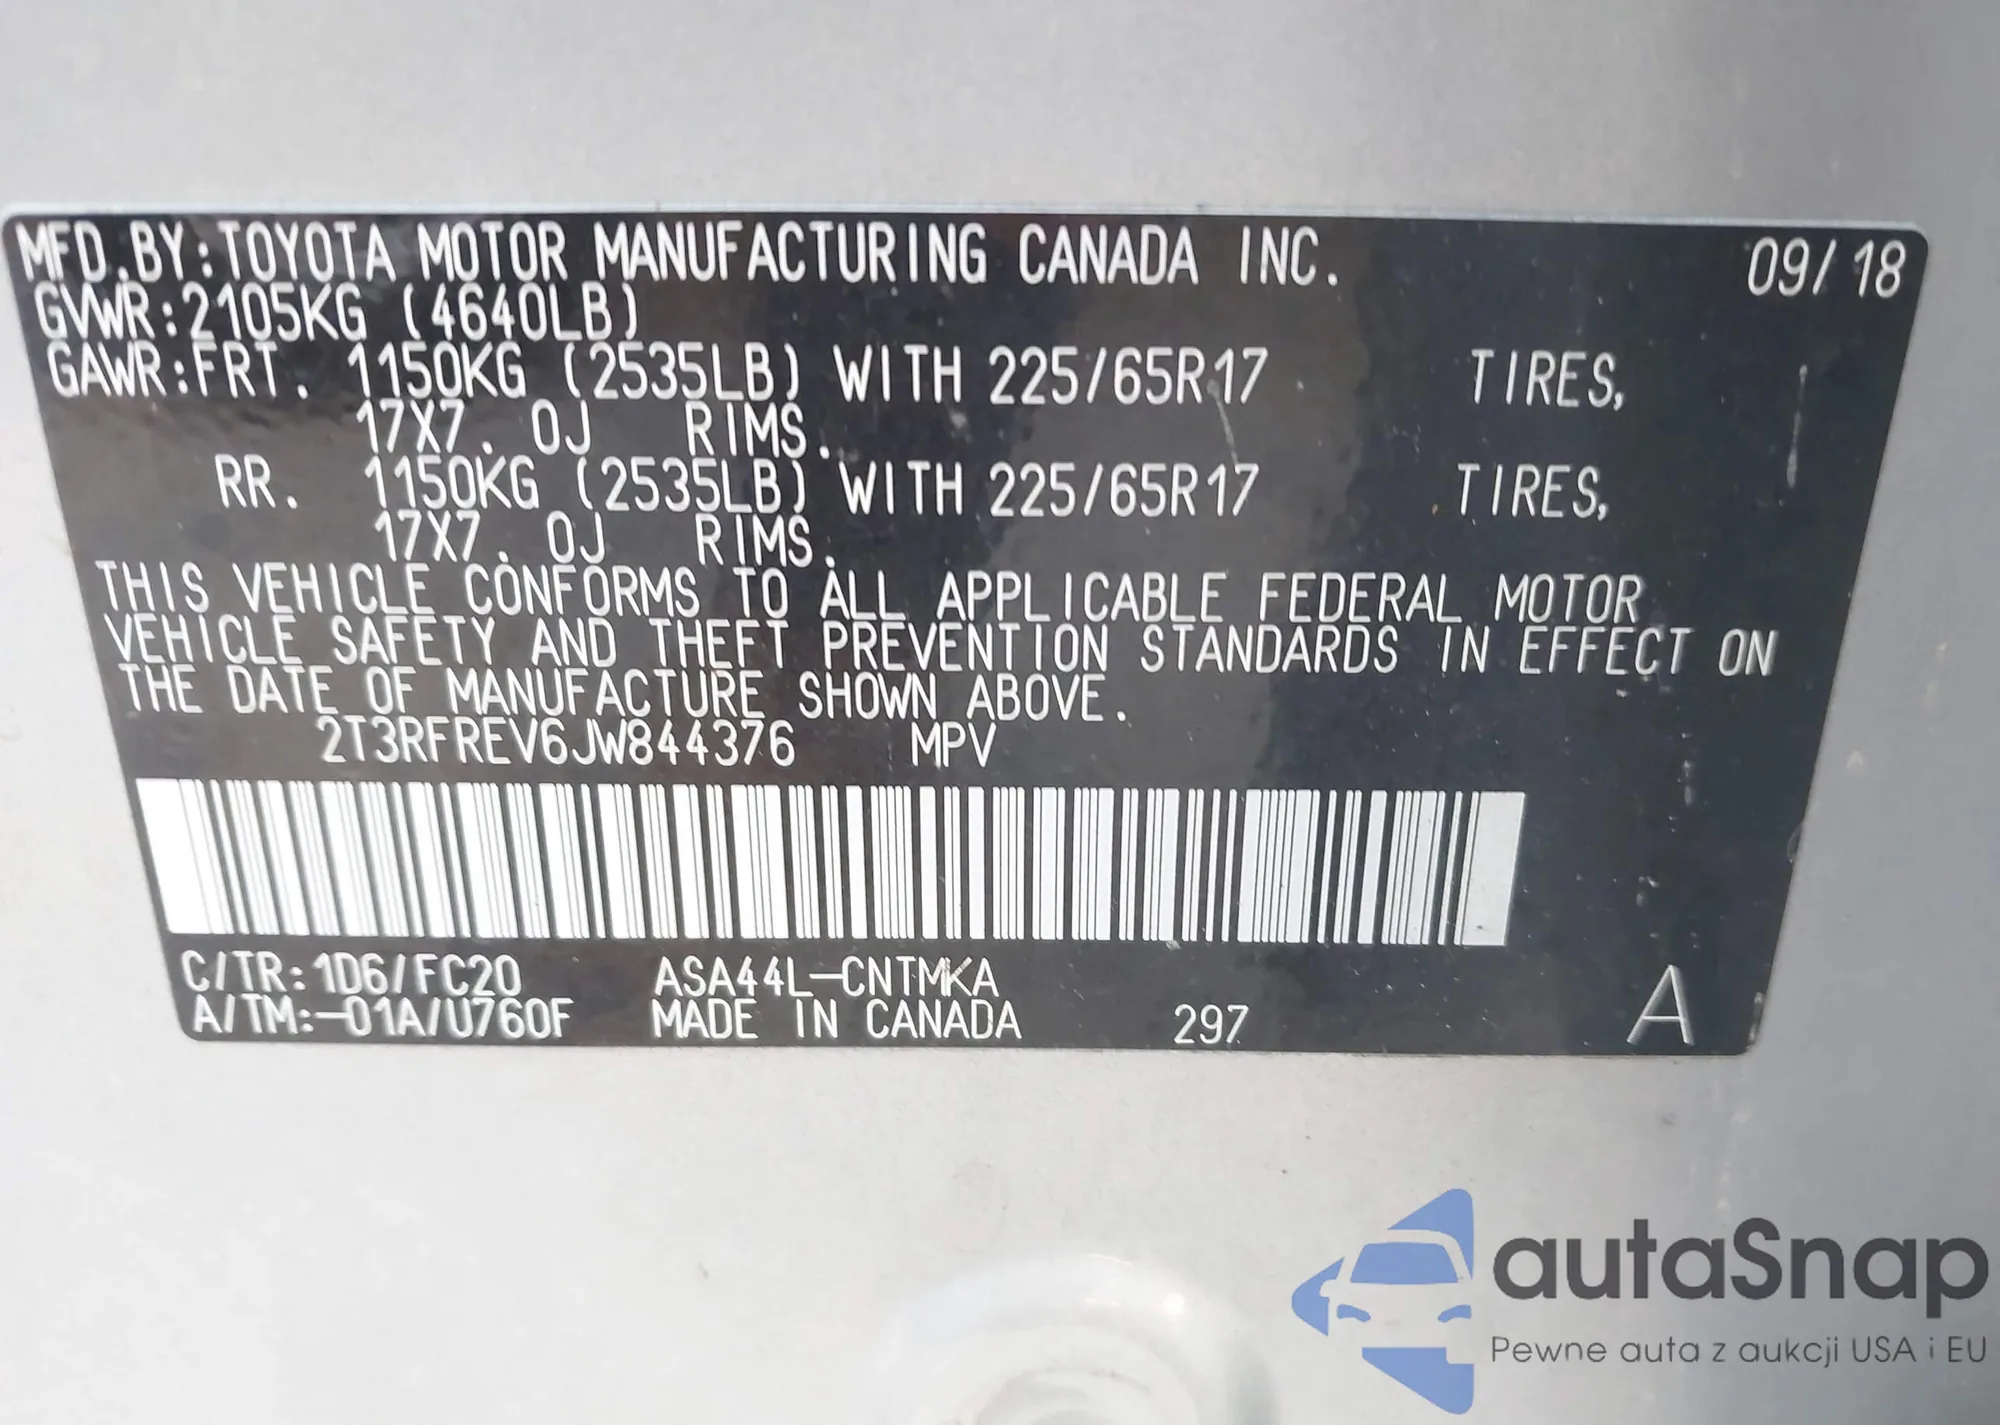 MFD.BY:TOYOTA MOTOR MANUFACTURING CANADA INC. 09/18
GVWR:2105KG (4640LB)
GAWR:FRT. 1150KG (2535LB) WITH 225/65R17 TIRES,
17X7.0J RIMS.
RR. 1150KG (2535LB) WITH 225/65R17 TIRES,
17X7.0J RIMS.
THIS VEHICLE CONFORMS TO ALL APPLICABLE FEDERAL MOTOR
VEHICLE SAFETY AND THEFT PREVENTION STANDARDS IN EFFECT ON
THE DATE OF MANUFACTURE SHOWN ABOVE.
2T3RFREV6JW844376 MPV
C/TR:1D6/FC20 ASA44L-CNTMKA
A/TM:-01A/U760F MADE IN CANADA 297 A
autaSnap
Pewne auta z aukcji USA i EU